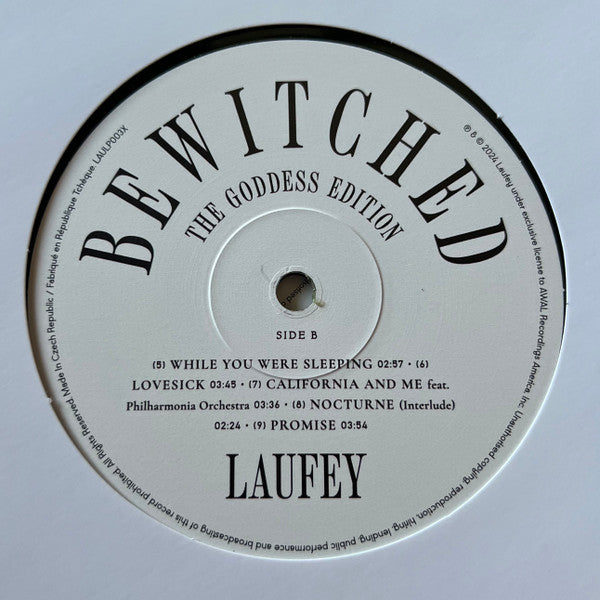 BEWITCHED
THE GODDESS EDITION
SIDE B
(5) WHILE YOU WERE SLEEPING 02:57 • (6)
LOVESICK 03:45 • (7) CALIFORNIA AND ME feat.
Philharmonia Orchestra 03:36 • (8) NOCTURNE (Interlude)
02:24 • (9) PROMISE 03:54
LAUFEY
℗ & © 2024 Laufey under exclusive license to AWAL Recordings America, Inc. Unauthorised copying, reproduction, hiring, lending, public performance and broadcasting of this record prohibited. All Rights Reserved. Made In Czech Republic / Fabriqué en République Tchèque. LAULP003X